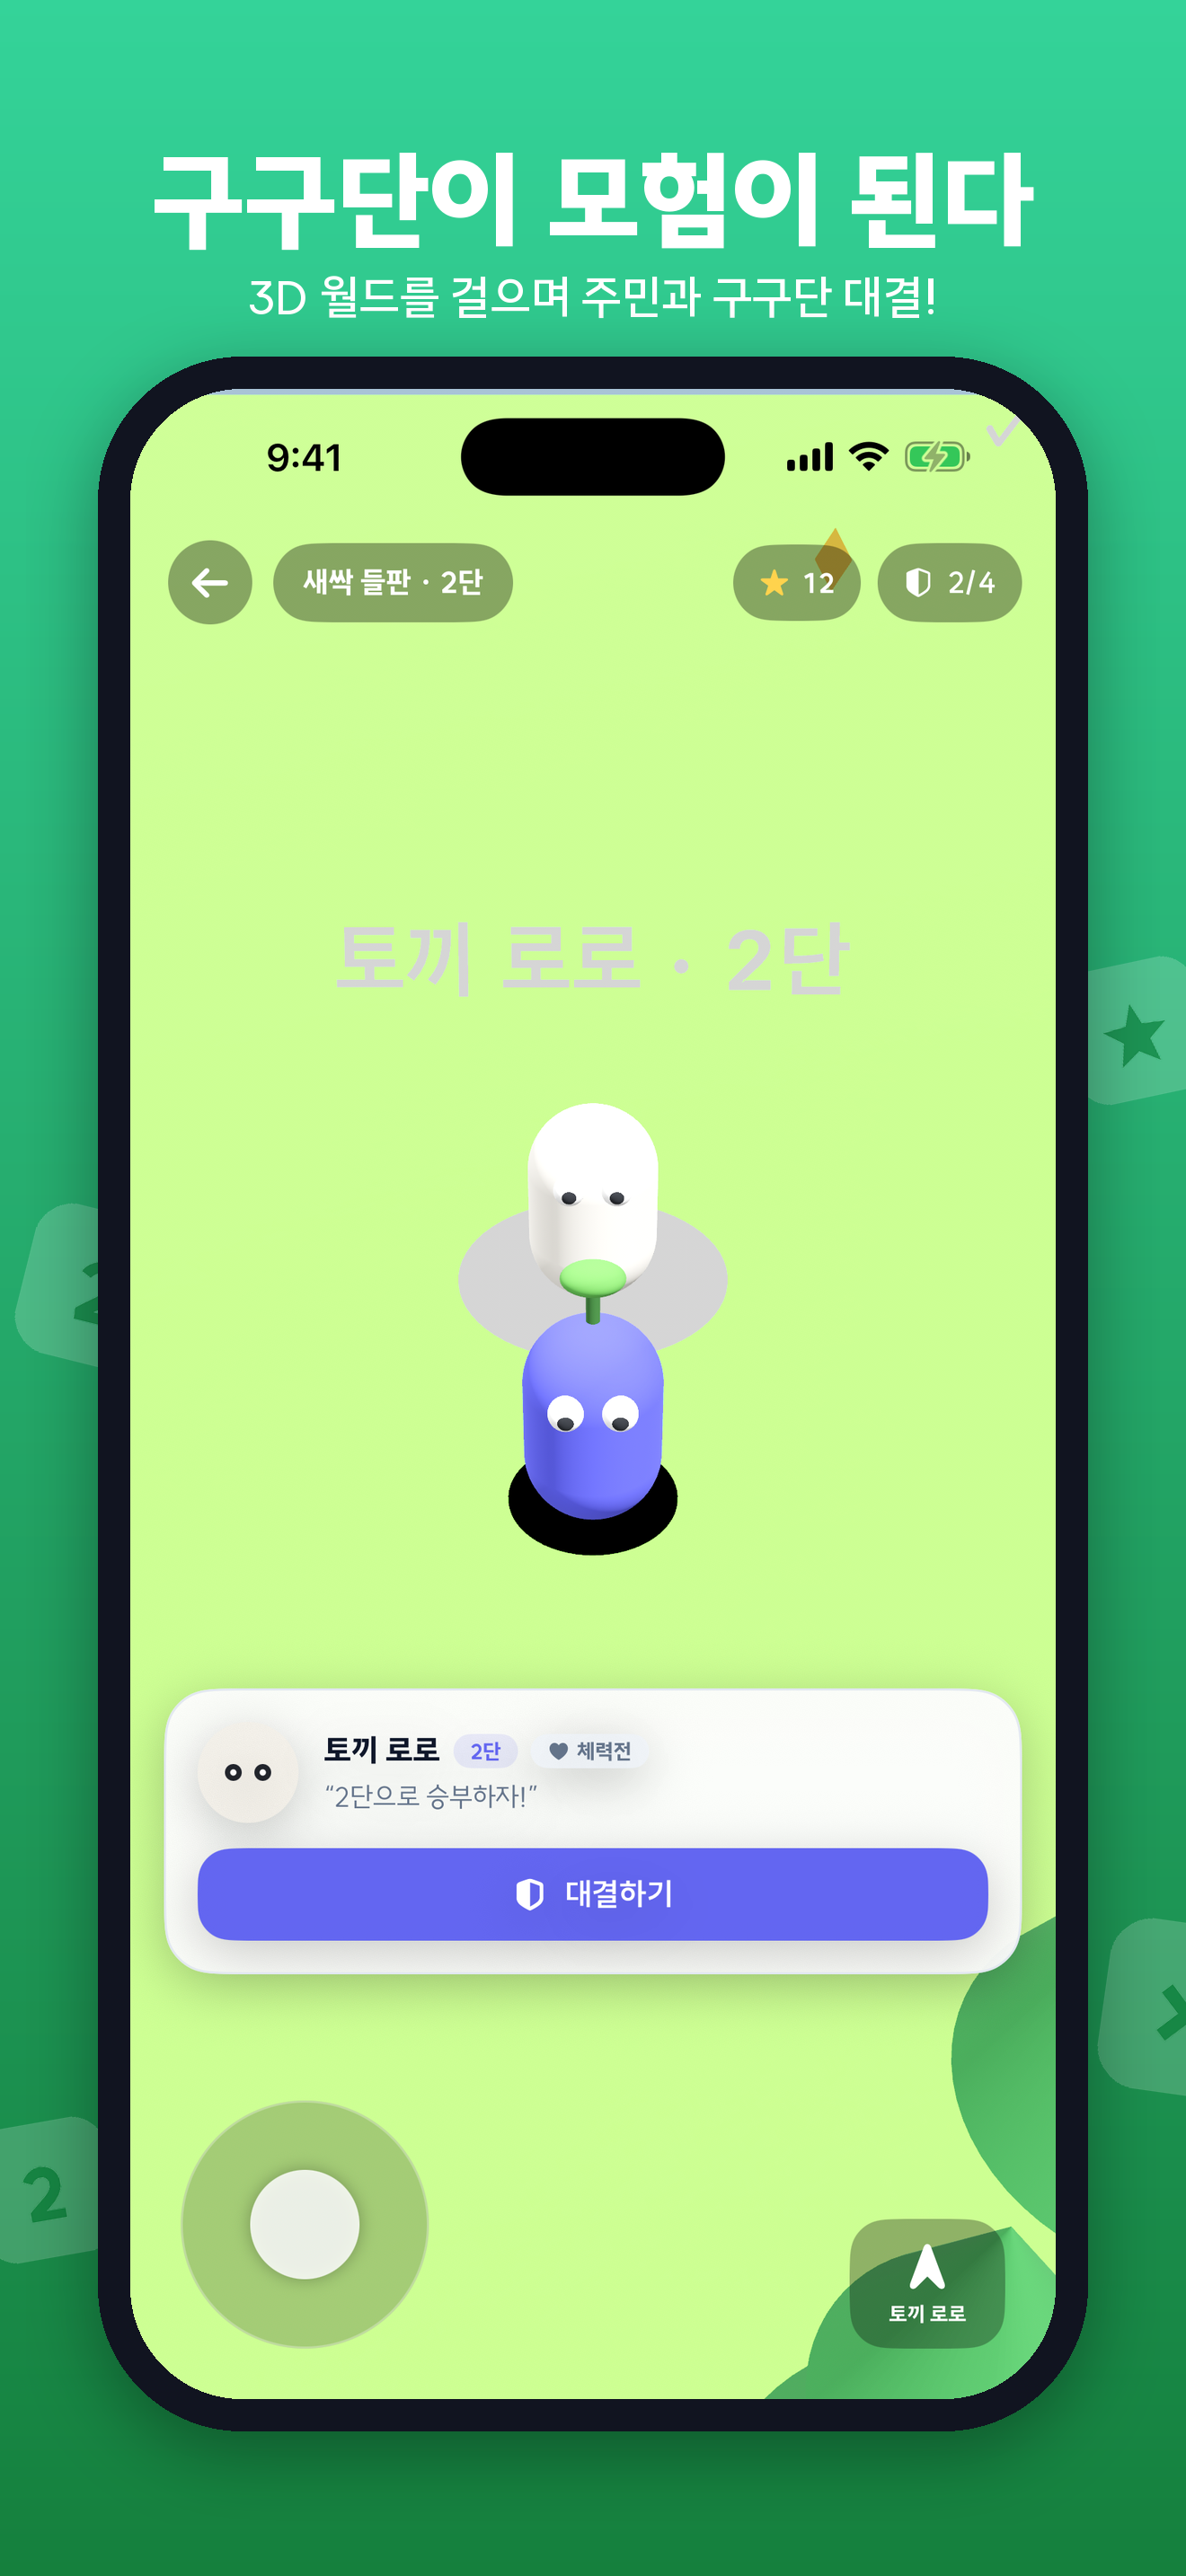 구구단이 모험이 된다
3D 월드를 걸으며 주민과 구구단 대결!
9:41
새싹 들판 · 2단
12
2/4
토끼 로로 · 2단
토끼 로로 2단 체력전
“2단으로 승부하자!”
대결하기
2
토끼 로로